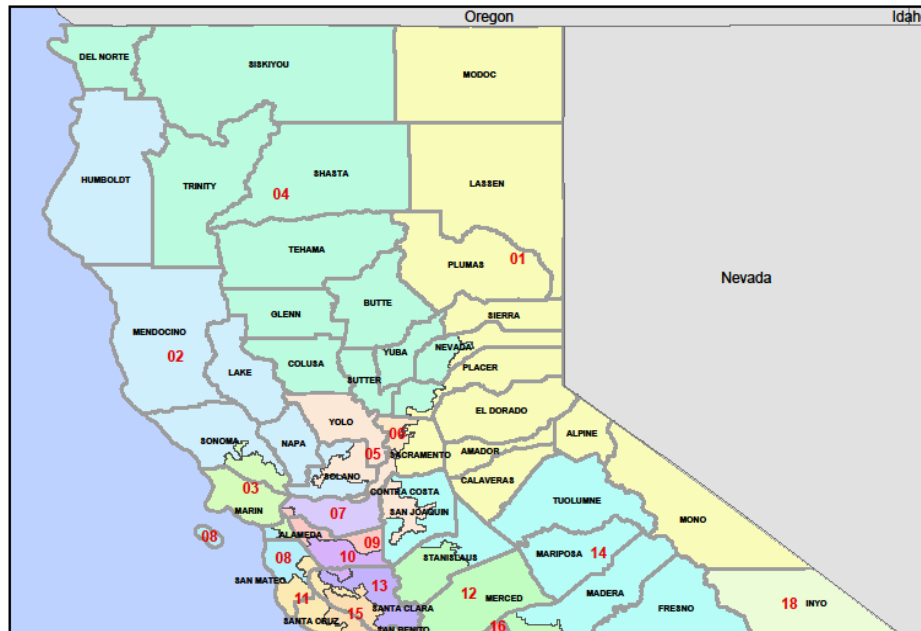 Oregon
Idah
DEL NORTE
SISKIYOU
MODOC
HUMBOLDT
TRINITY
SHASTA
04
LASSEN
TEHAMA
PLUMAS
01
Nevada
BUTTE
GLENN
SIERRA
MENDOCINO
02
LAKE
COLUSA
SUTTER
YUBA
NEVADA
PLACER
EL DORADO
YOLO
ALPINE
SONOMA
NAPA
05
SACRAMENTO
AMADOR
SOLANO
CALAVERAS
03
MARIN
CONTRA COSTA
TUOLUMNE
07
SAN JOAQUIN
MONO
08
ALAMEDA
09
08
10
STANISLAUS
MARIPOSA
14
SAN MATEO
13
12
MERCED
MADERA
FRESNO
18
INYO
11
15
SANTA CLARA
SANTA CRUZ
16
SAN BENITO